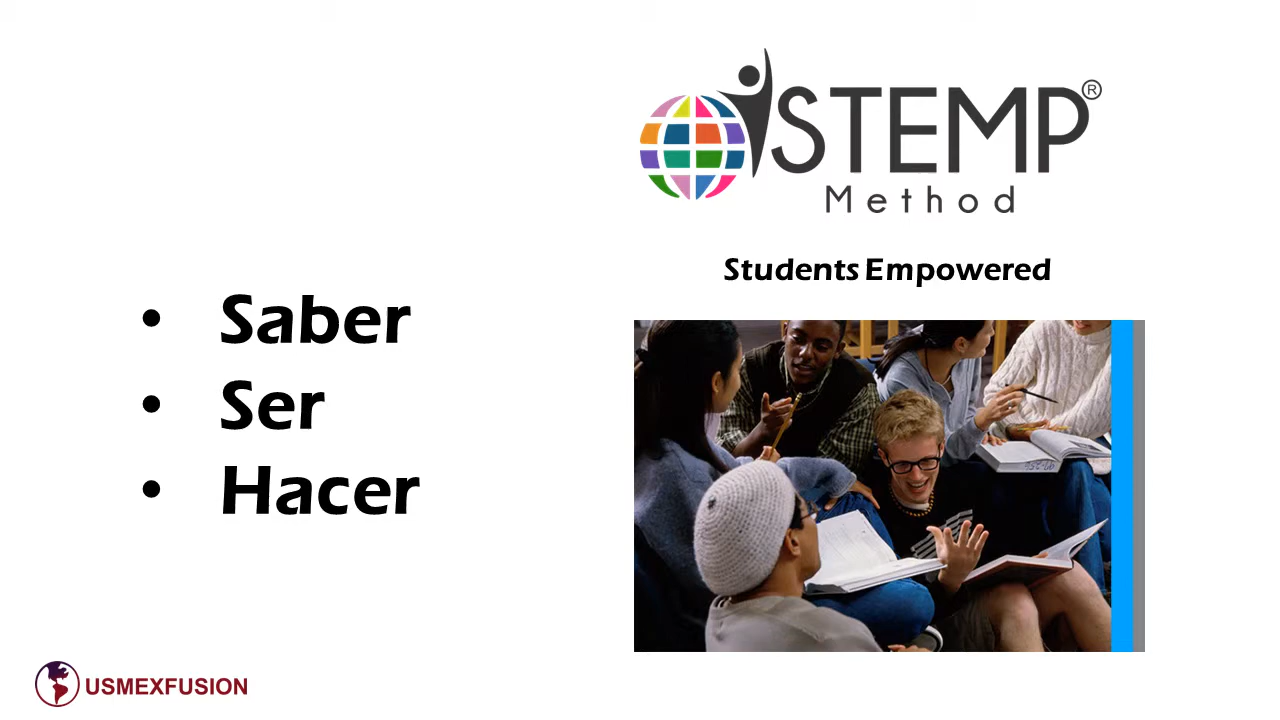 STEMP®
Method
Students Empowered
• Saber
• Ser
• Hacer
USMEXFUSION